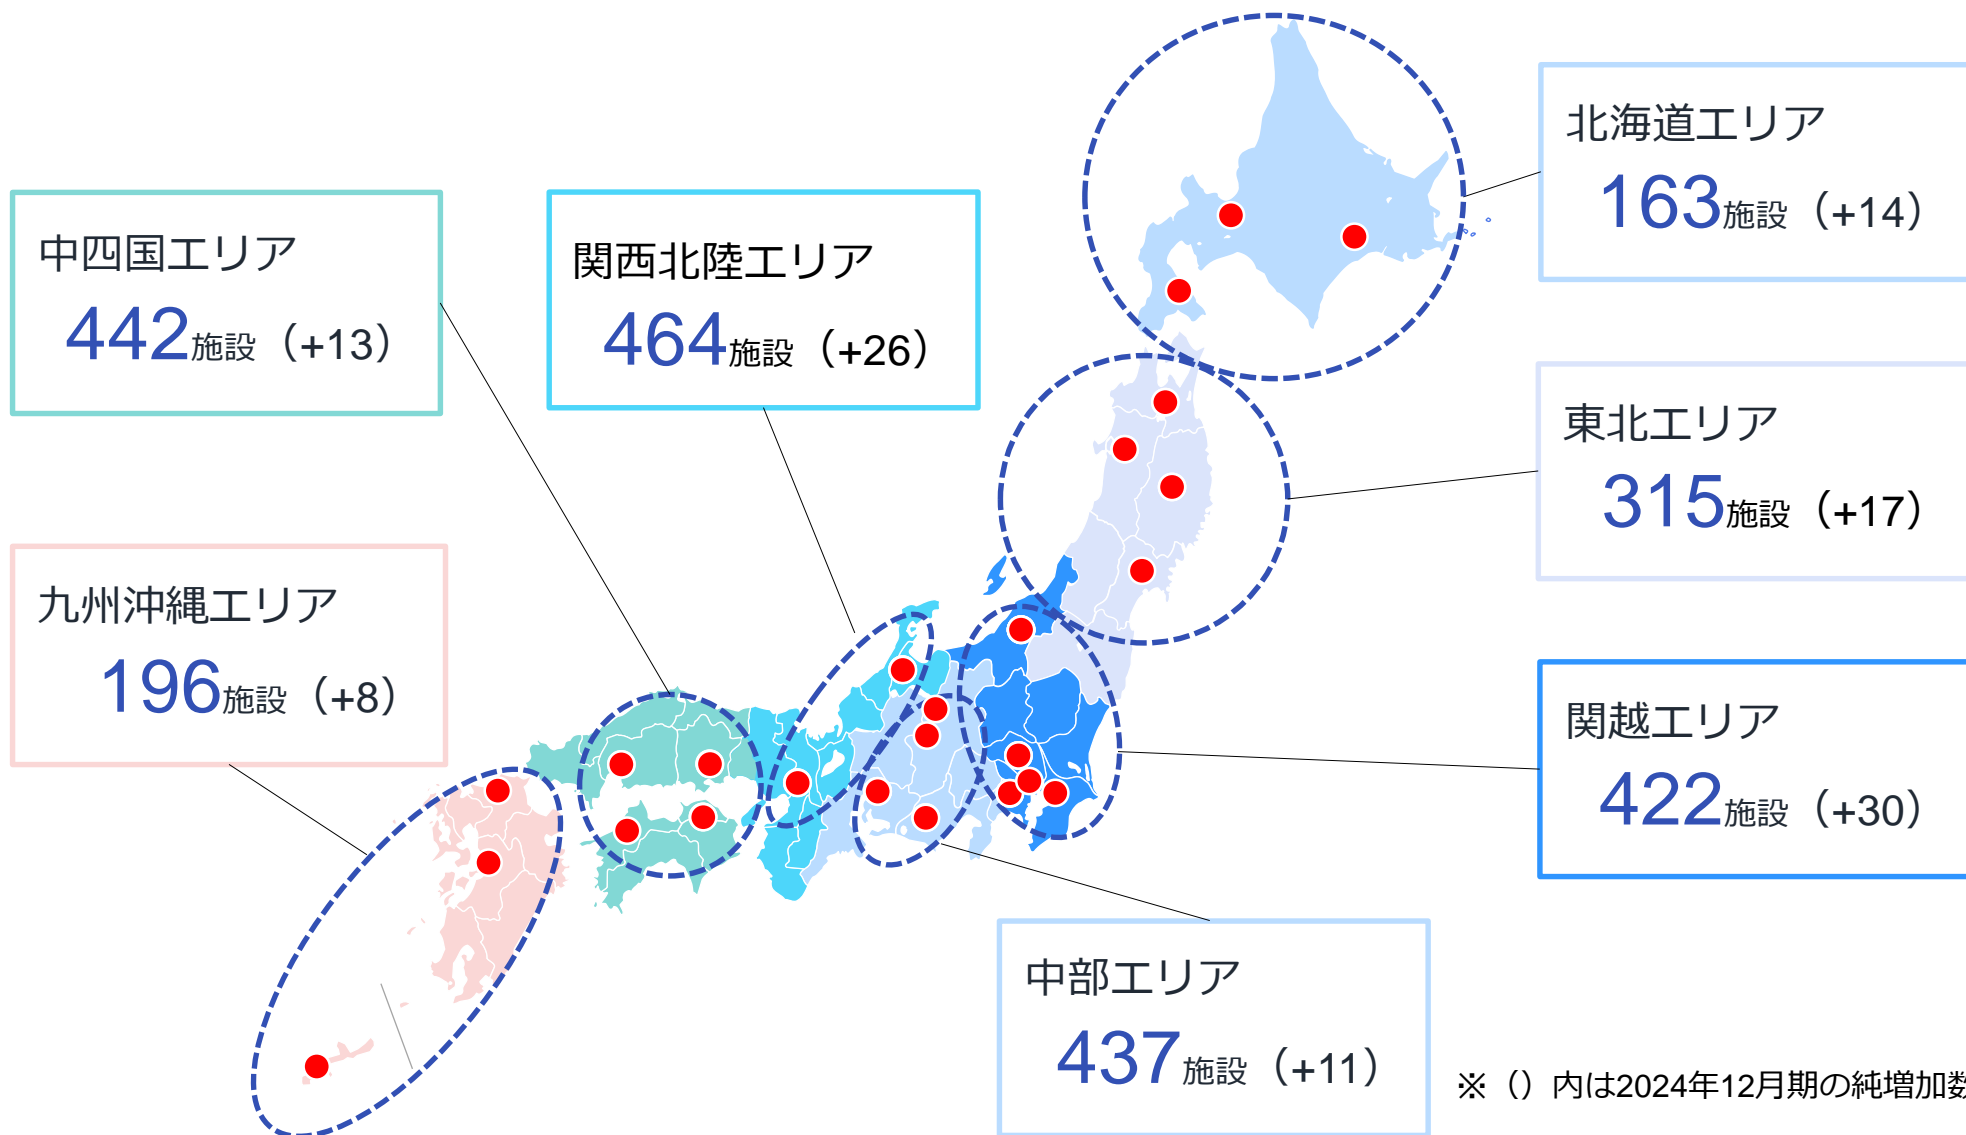 北海道エリア
163施設（+14）
中四国エリア
442施設（+13）
関西北陸エリア
464施設（+26）
東北エリア
315施設（+17）
九州沖縄エリア
196施設（+8）
関越エリア
422施設（+30）
中部エリア
437施設（+11）
※（）内は2024年12月期の純増加数